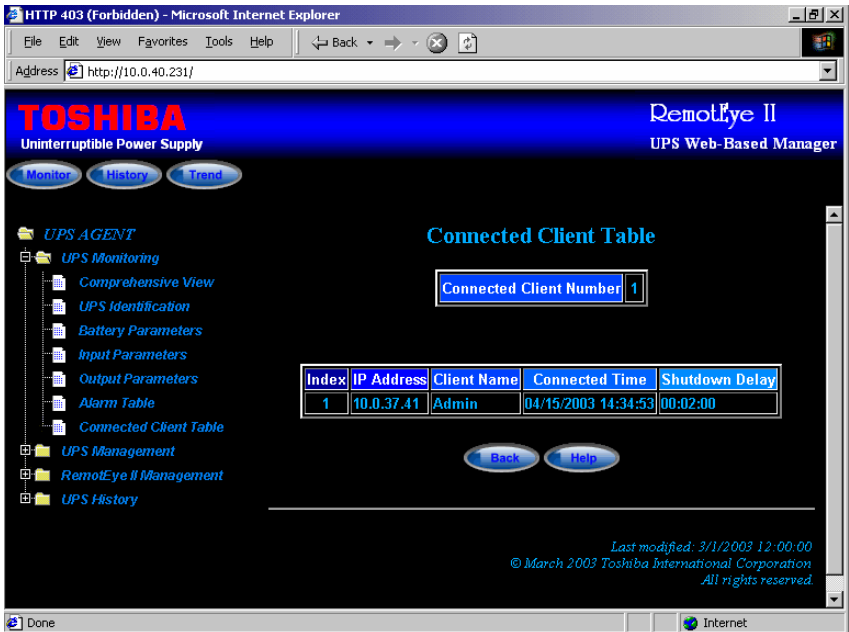 HTTP 403 (Forbidden) - Microsoft Internet Explorer
File Edit View Favorites Tools Help Back
Address http://10.0.40.231/
TOSHIBA
Uninterruptible Power Supply
RemotEye II
UPS Web-Based Manager
Monitor History Trend
UPS AGENT
UPS Monitoring
Comprehensive View
UPS Identification
Battery Parameters
Input Parameters
Output Parameters
Alarm Table
Connected Client Table
UPS Management
RemotEye II Management
UPS History
Connected Client Table
Connected Client Number 1
Index IP Address Client Name Connected Time Shutdown Delay
1 10.0.37.41 Admin 04/15/2003 14:34:53 00:02:00
Back Help
Last modified: 3/1/2003 12:00:00
© March 2003 Toshiba International Corporation
All rights reserved.
Done Internet